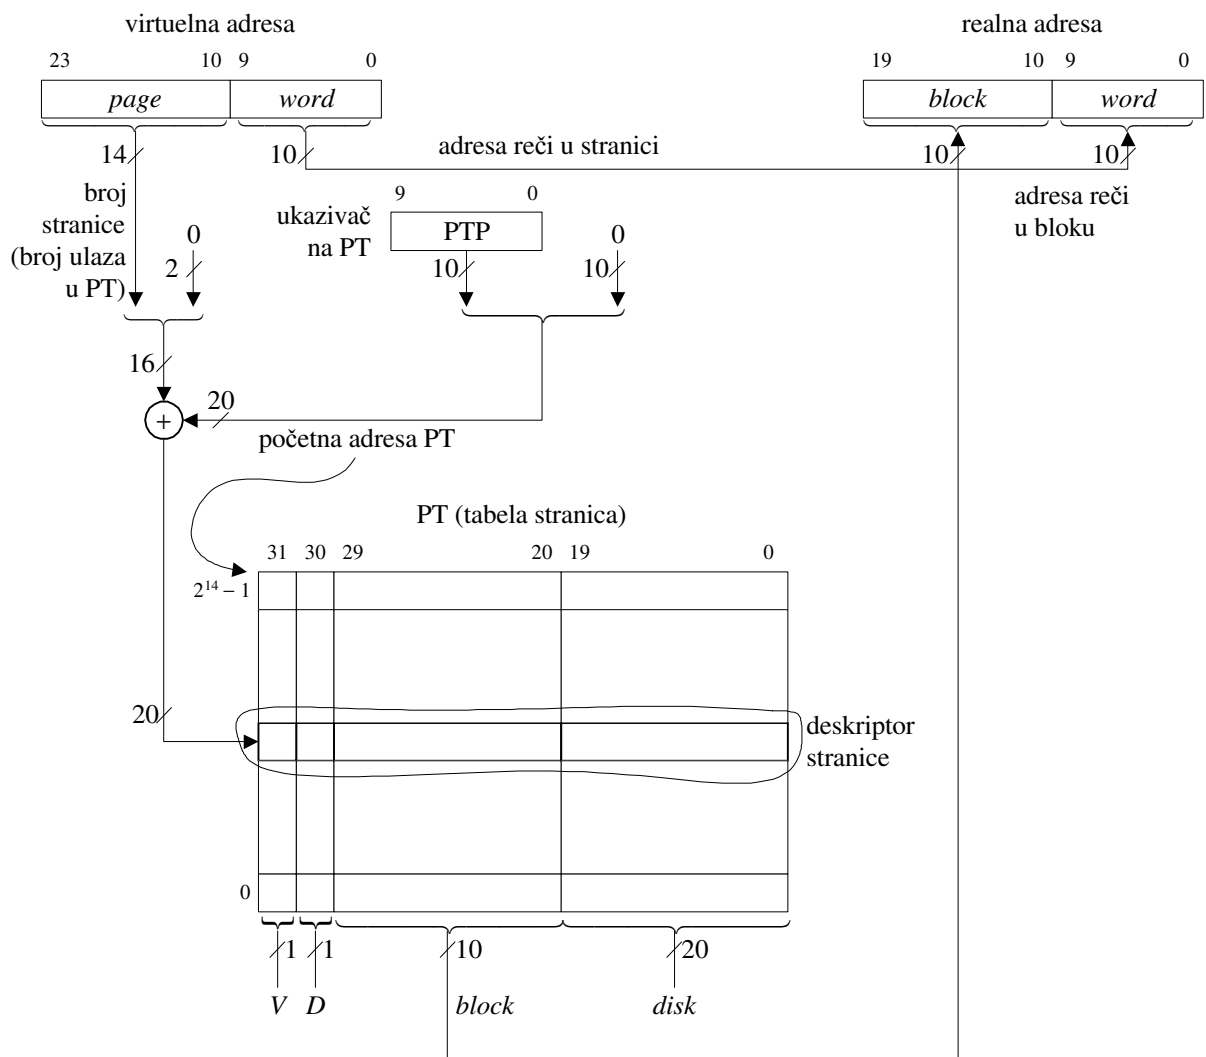 virtuelna adresa
realna adresa
23 10 9 0
19 10 9 0
page word
block word
14
10
adresa reči u stranici
10
10
broj
stranice
(broj ulaza
u PT)
0
2
ukazivač
na PT
9 0
PTP
10
0
10
adresa reči
u bloku
16
+
20
početna adresa PT
PT (tabela stranica)
31 30 29 20 19 0
2¹⁴ – 1
20
deskriptor
stranice
0
1 1 10 20
V D block disk